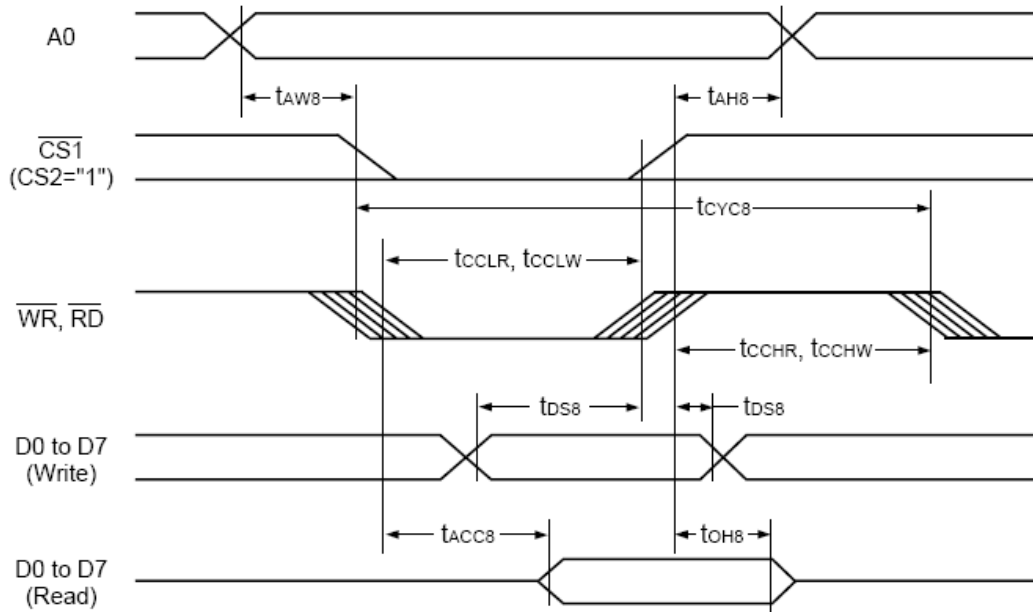 A0
tAW8
tAH8
CS1
(CS2="1")
tCYC8
tCCLR, tCCLW
WR, RD
tCCHR, tCCHW
tDS8
tDS8
D0 to D7
(Write)
tACC8
tOH8
D0 to D7
(Read)